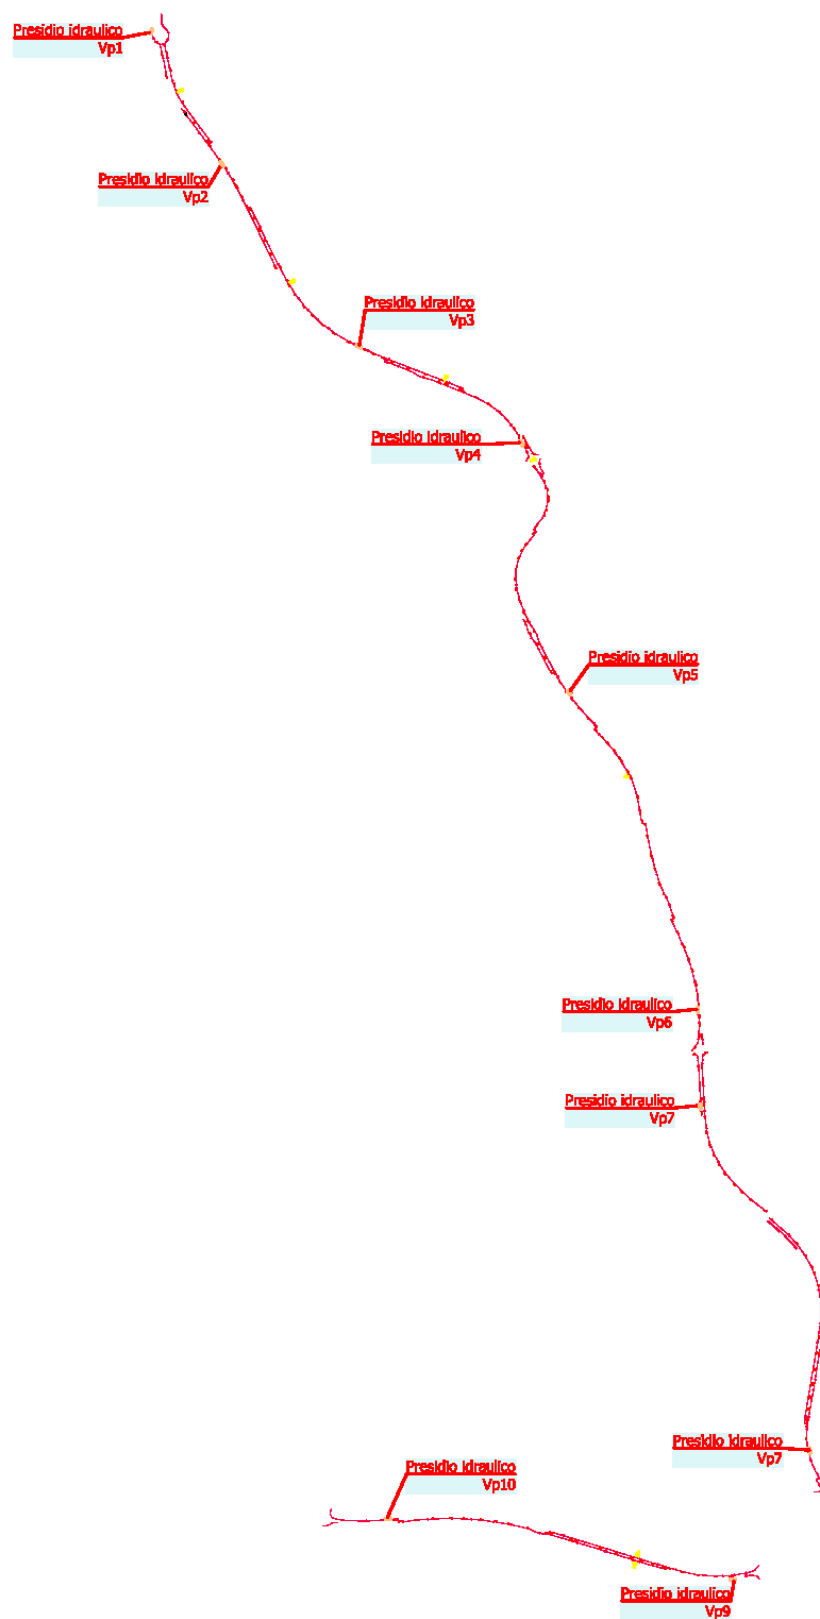 Presidio idraulico
Vp1
Presidio idraulico
Vp2
Presidio idraulico
Vp3
Presidio idraulico
Vp4
Presidio idraulico
Vp5
Presidio idraulico
Vp6
Presidio idraulico
Vp7
Presidio idraulico
Vp7
Presidio idraulico
Vp10
Presidio idraulico
Vp9